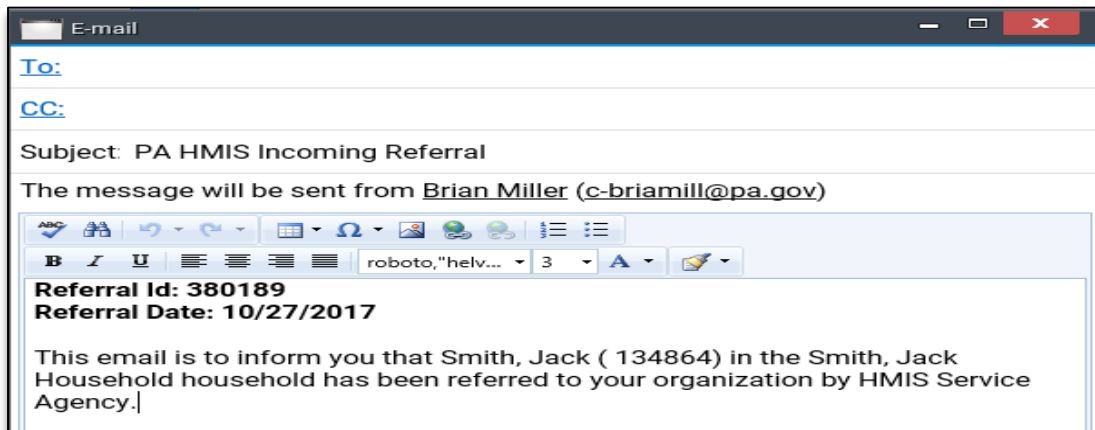 E-mail
To:
CC:
Subject: PA HMIS Incoming Referral
The message will be sent from Brian Miller (c-briamill@pa.gov)
ABC
Ω
B I U roboto,"helv... 3 A
Referral Id: 380189
Referral Date: 10/27/2017
This email is to inform you that Smith, Jack ( 134864) in the Smith, Jack
Household household has been referred to your organization by HMIS Service
Agency.